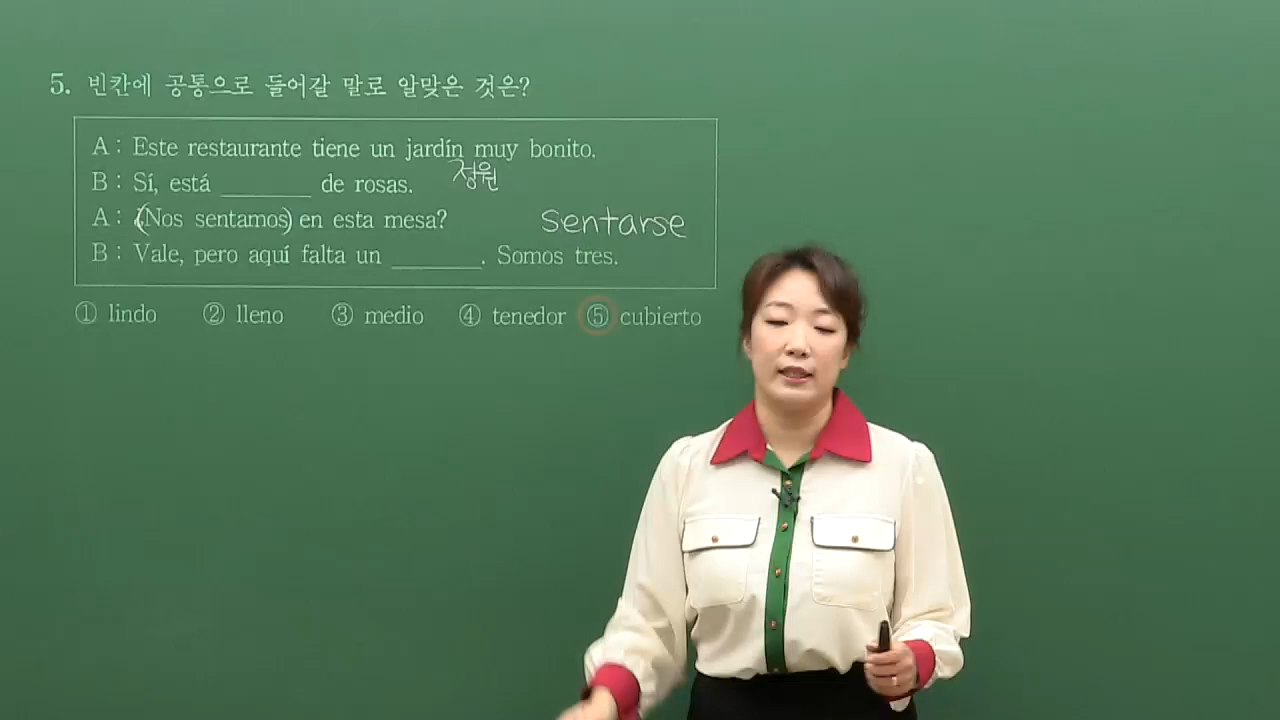 5. 빈칸에 공통으로 들어갈 말로 알맞은 것은?
A : Este restaurante tiene un jardín muy bonito.
정원
B : Sí, está ________ de rosas.
A : ¿(Nos sentamos) en esta mesa?
sentarse
B : Vale, pero aquí falta un ________. Somos tres.
① lindo ② lleno ③ medio ④ tenedor ⑤ cubierto